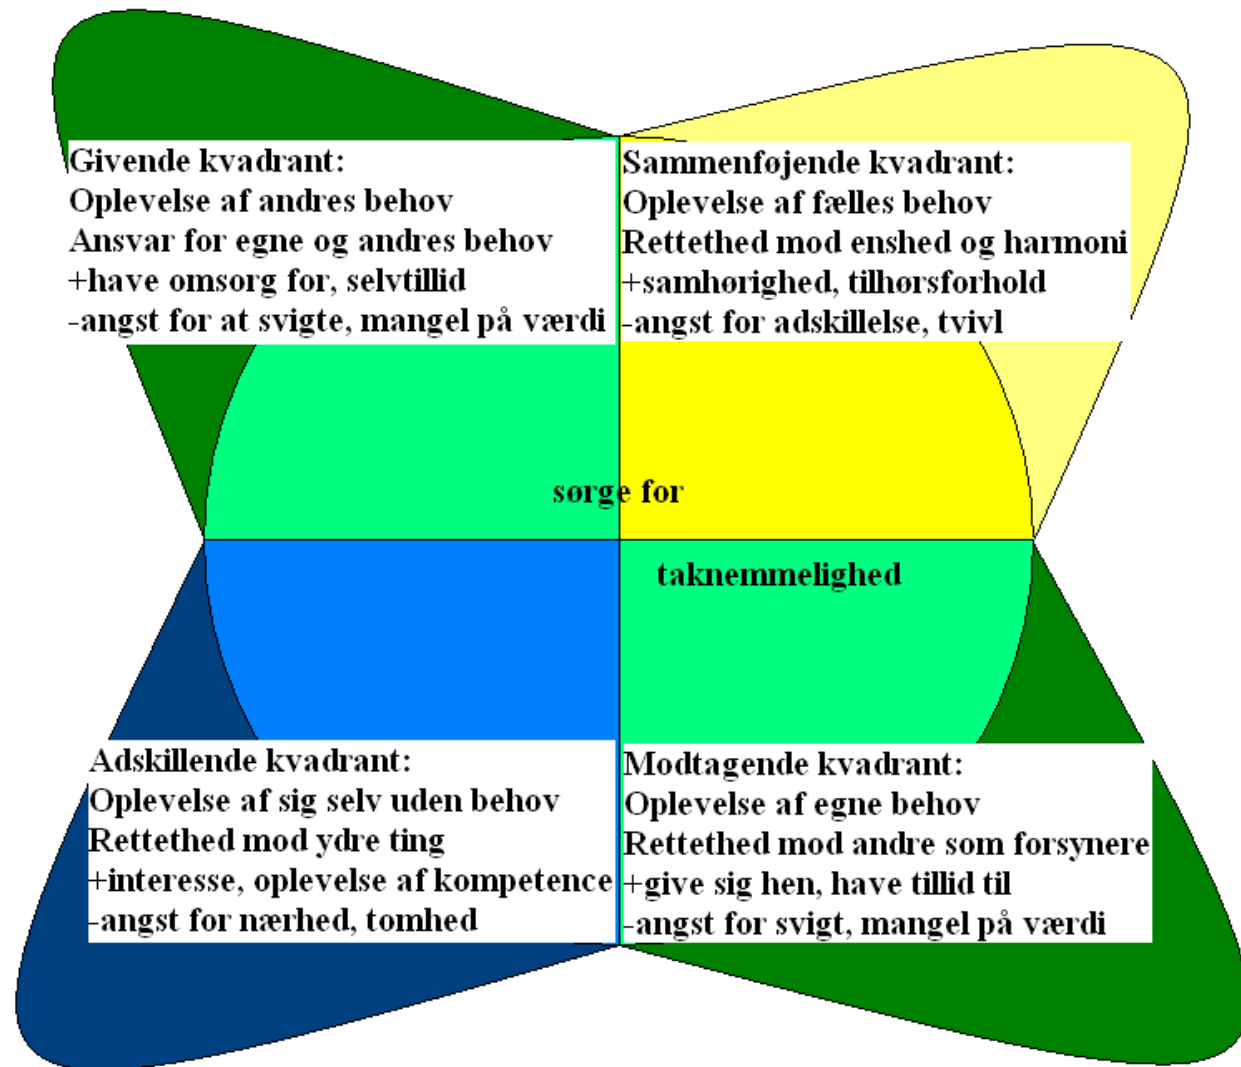 Givende kvadrant:
Oplevelse af andres behov
Ansvar for egne og andres behov
+have omsorg for, selvtillid
-angst for at svigte, mangel på værdi
Sammenføjende kvadrant:
Oplevelse af fælles behov
Rettethed mod enshed og harmoni
+samhørighed, tilhørsforhold
-angst for adskillelse, tvivl
sørge for
taknemmelighed
Adskillende kvadrant:
Oplevelse af sig selv uden behov
Rettethed mod ydre ting
+interesse, oplevelse af kompetence
-angst for nærhed, tomhed
Modtagende kvadrant:
Oplevelse af egne behov
Rettethed mod andre som forsynere
+give sig hen, have tillid til
-angst for svigt, mangel på værdi